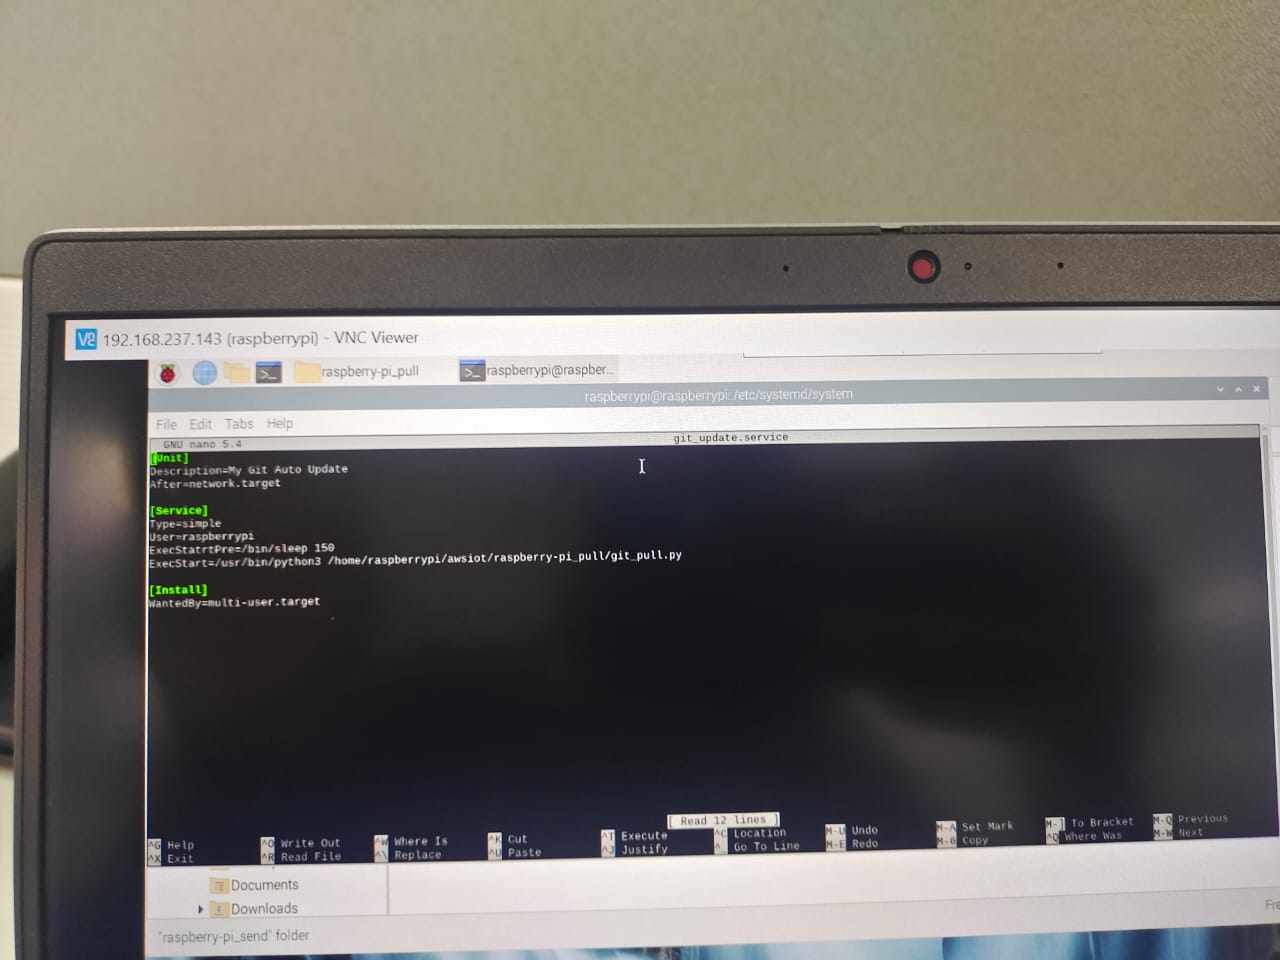 192.168.237.143 (raspberrypi) - VNC Viewer
raspberry-pi_pull raspberrypi@raspber...
raspberrypi@raspberrypi: /etc/systemd/system
File Edit Tabs Help
GNU nano 5.4 git_update.service
[Unit]
Description=My Git Auto Update
After=network.target
[Service]
Type=simple
User=raspberrypi
ExecStatrtPre=/bin/sleep 150
ExecStart=/usr/bin/python3 /home/raspberrypi/awsiot/raspberry-pi_pull/git_pull.py
[Install]
WantedBy=multi-user.target
[ Read 12 lines ]
^G Help ^O Write Out ^W Where Is ^K Cut ^T Execute ^C Location M-U Undo M-A Set Mark M-] To Bracket M-Q Previous
^X Exit ^R Read File ^\ Replace ^U Paste ^J Justify ^_ Go To Line M-E Redo M-6 Copy ^Q Where Was M-W Next
Documents
Downloads
"raspberry-pi_send" folder
Fre